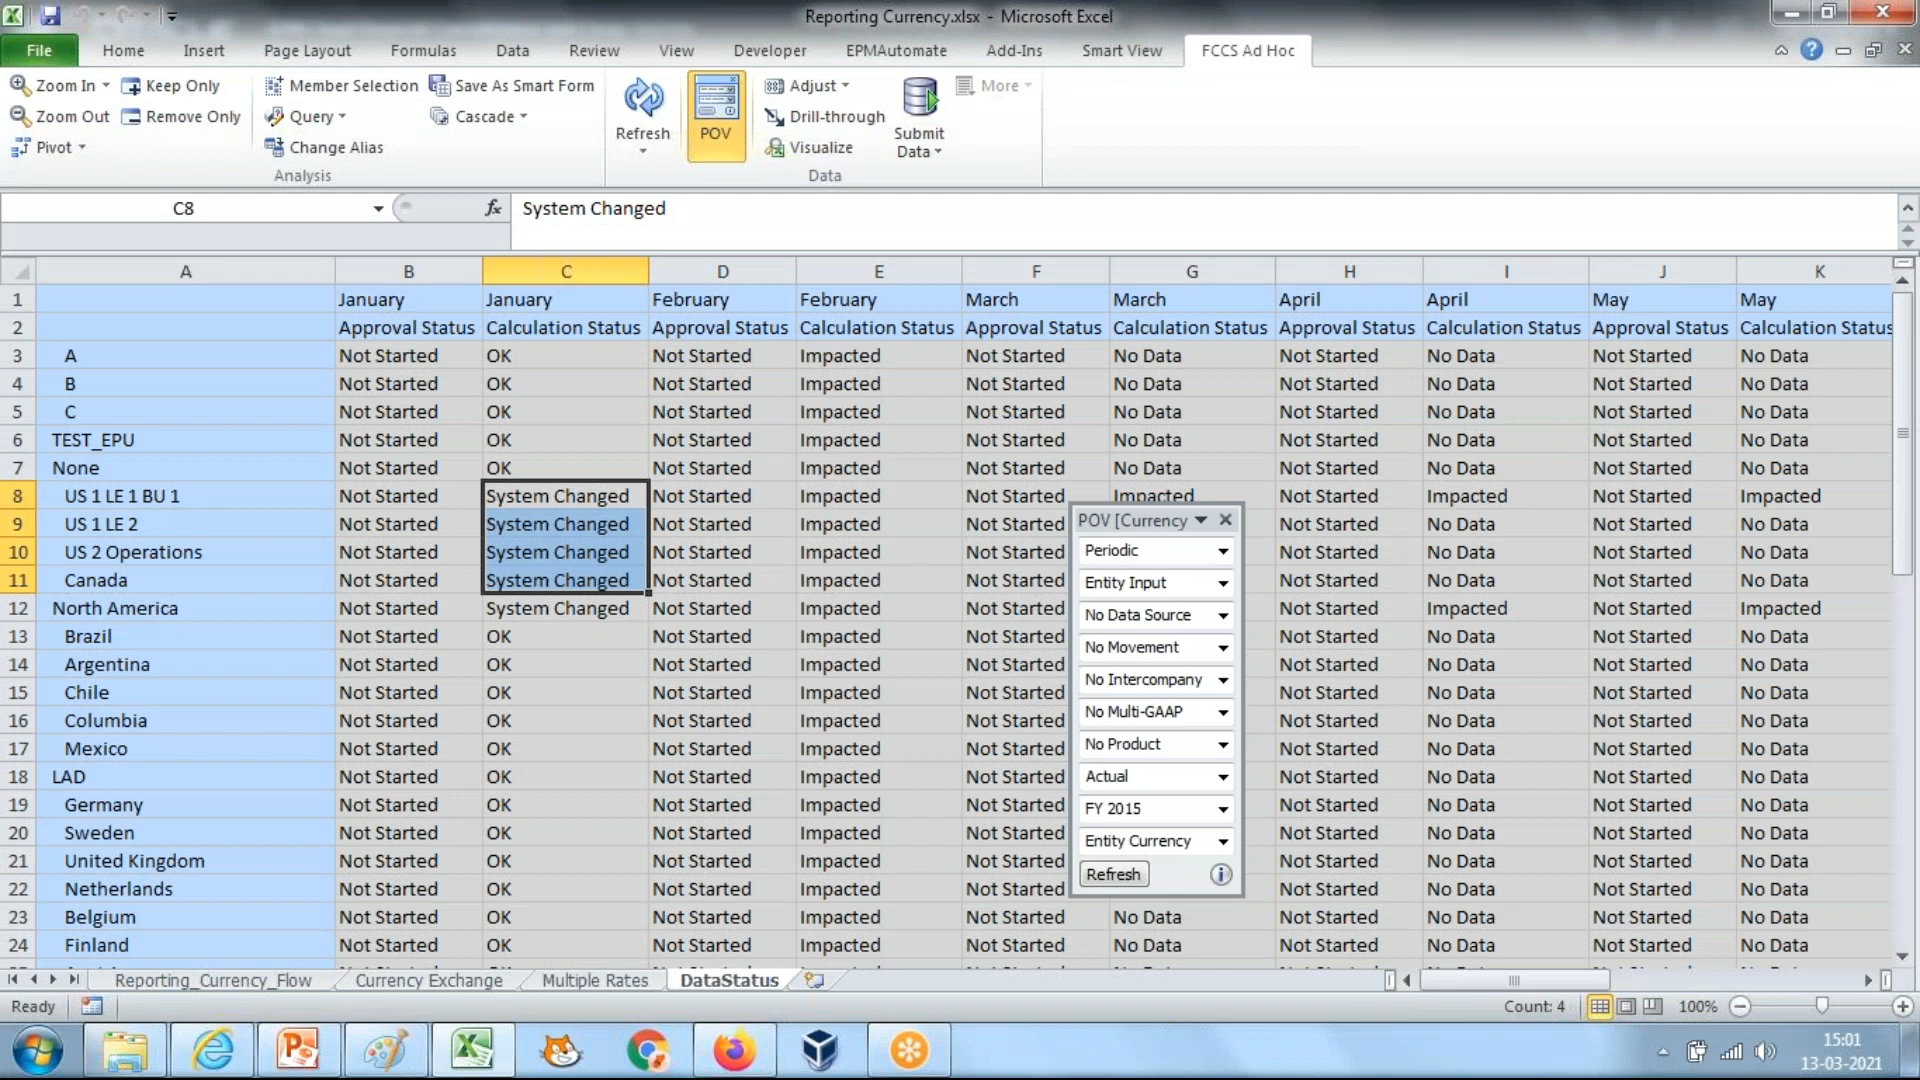 Reporting Currency.xlsx - Microsoft Excel
File Home Insert Page Layout Formulas Data Review View Developer EPMAutomate Add-Ins Smart View FCCS Ad Hoc
Zoom In Keep Only Member Selection Save As Smart Form Adjust More
Zoom Out Remove Only Query Cascade Refresh POV Drill-through Submit Data
Pivot Change Alias Visualize
Analysis Data
C8 fx System Changed
A B C D E F G H I J K
1 January January February February March March April April May May
2 Approval Status Calculation Status Approval Status Calculation Status Approval Status Calculation Status Approval Status Calculation Status Approval Status Calculation Status
3 A Not Started OK Not Started Impacted Not Started No Data Not Started No Data Not Started No Data
4 B Not Started OK Not Started Impacted Not Started No Data Not Started No Data Not Started No Data
5 C Not Started OK Not Started Impacted Not Started No Data Not Started No Data Not Started No Data
6 TEST_EPU Not Started OK Not Started Impacted Not Started No Data Not Started No Data Not Started No Data
7 None Not Started OK Not Started Impacted Not Started No Data Not Started No Data Not Started No Data
8 US 1 LE 1 BU 1 Not Started System Changed Not Started Impacted Not Started Impacted Not Started Impacted Not Started Impacted
9 US 1 LE 2 Not Started System Changed Not Started Impacted Not Started POV [Currency Not Started No Data Not Started No Data
10 US 2 Operations Not Started System Changed Not Started Impacted Not Started Periodic Not Started No Data Not Started No Data
11 Canada Not Started System Changed Not Started Impacted Not Started Entity Input Not Started No Data Not Started No Data
12 North America Not Started System Changed Not Started Impacted Not Started No Data Source Not Started Impacted Not Started Impacted
13 Brazil Not Started OK Not Started Impacted Not Started No Movement Not Started No Data Not Started No Data
14 Argentina Not Started OK Not Started Impacted Not Started No Intercompany Not Started No Data Not Started No Data
15 Chile Not Started OK Not Started Impacted Not Started No Multi-GAAP Not Started No Data Not Started No Data
16 Columbia Not Started OK Not Started Impacted Not Started Not Started No Data Not Started No Data
17 Mexico Not Started OK Not Started Impacted Not Started No Product Not Started No Data Not Started No Data
18 LAD Not Started OK Not Started Impacted Not Started Actual Not Started No Data Not Started No Data
19 Germany Not Started OK Not Started Impacted Not Started FY 2015 Not Started No Data Not Started No Data
20 Sweden Not Started OK Not Started Impacted Not Started Entity Currency Not Started No Data Not Started No Data
21 United Kingdom Not Started OK Not Started Impacted Not Started Not Started No Data Not Started No Data
22 Netherlands Not Started OK Not Started Impacted Not Started Refresh Not Started No Data Not Started No Data
23 Belgium Not Started OK Not Started Impacted Not Started No Data Not Started No Data Not Started No Data
24 Finland Not Started OK Not Started Impacted Not Started No Data Not Started No Data Not Started No Data
Reporting_Currency_Flow Currency Exchange Multiple Rates DataStatus
Ready Count: 4 100%
15:01
13-03-2021